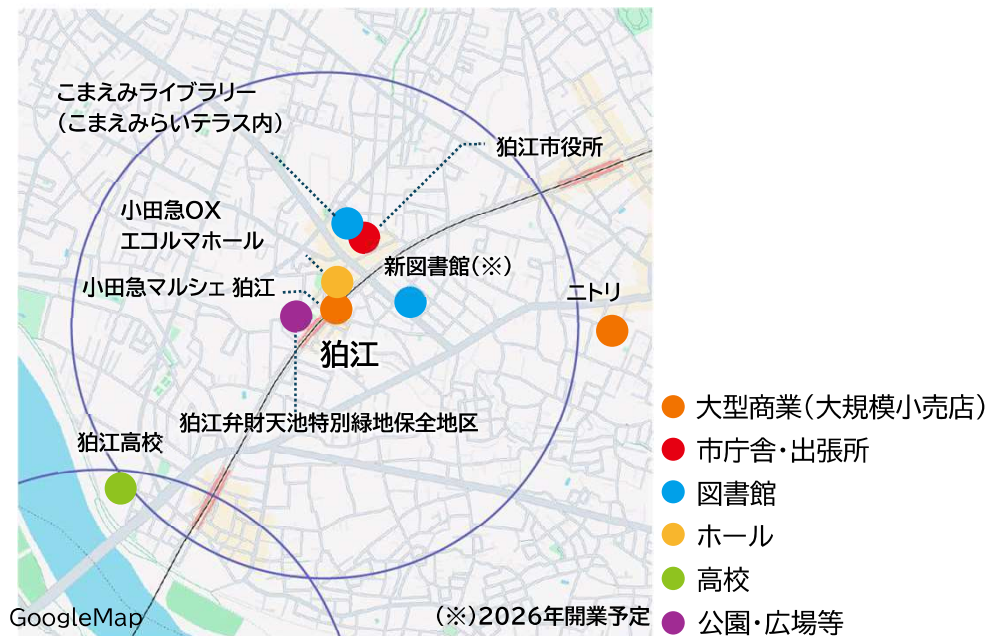 こまえみライブラリー
（こまえみらいテラス内）
狛江市役所
小田急OX
エコルマホール
新図書館（※）
小田急マルシェ 狛江
ニトリ
狛江
狛江弁財天池特別緑地保全地区
狛江高校
大型商業（大規模小売店）
市庁舎・出張所
図書館
ホール
高校
公園・広場等
GoogleMap
（※）2026年開業予定